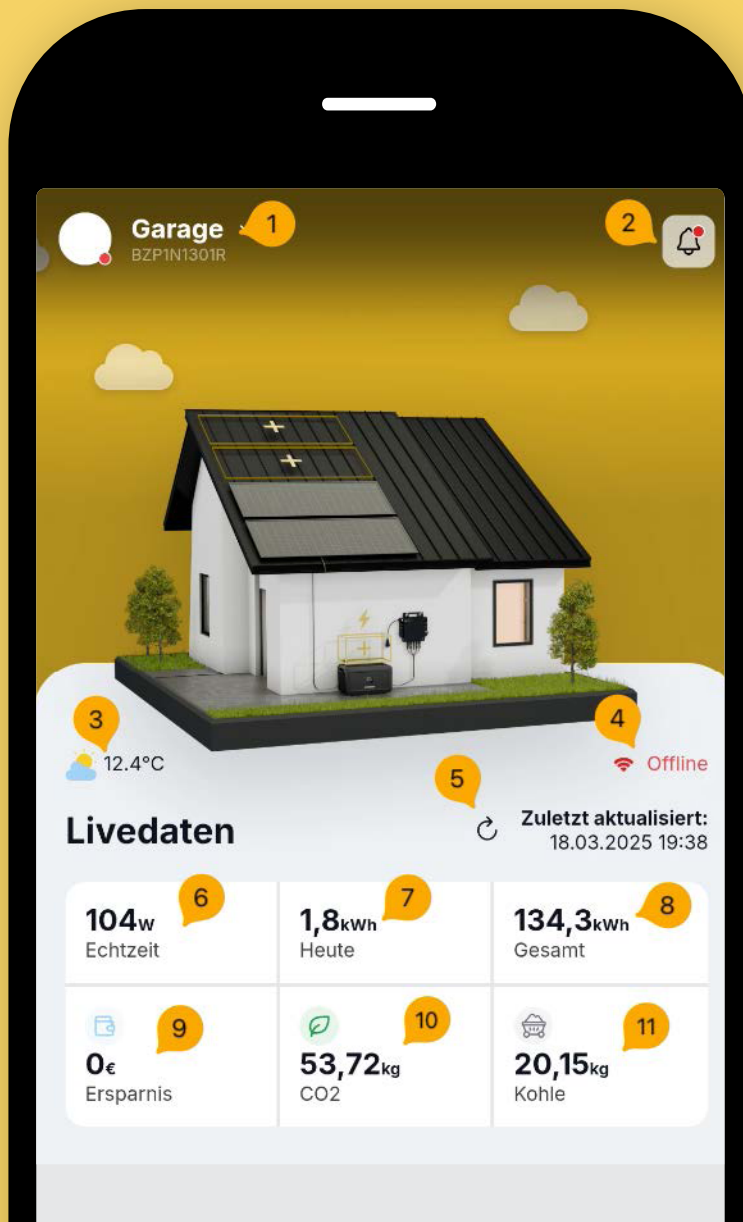 Garage 1
BZP1N1301R
2
3
12.4°C
4
Offline
5
Livedaten
Zuletzt aktualisiert:
18.03.2025 19:38
6
104W
Echtzeit
7
1,8kWh
Heute
8
134,3kWh
Gesamt
9
0€
Ersparnis
10
53,72kg
CO2
11
20,15kg
Kohle